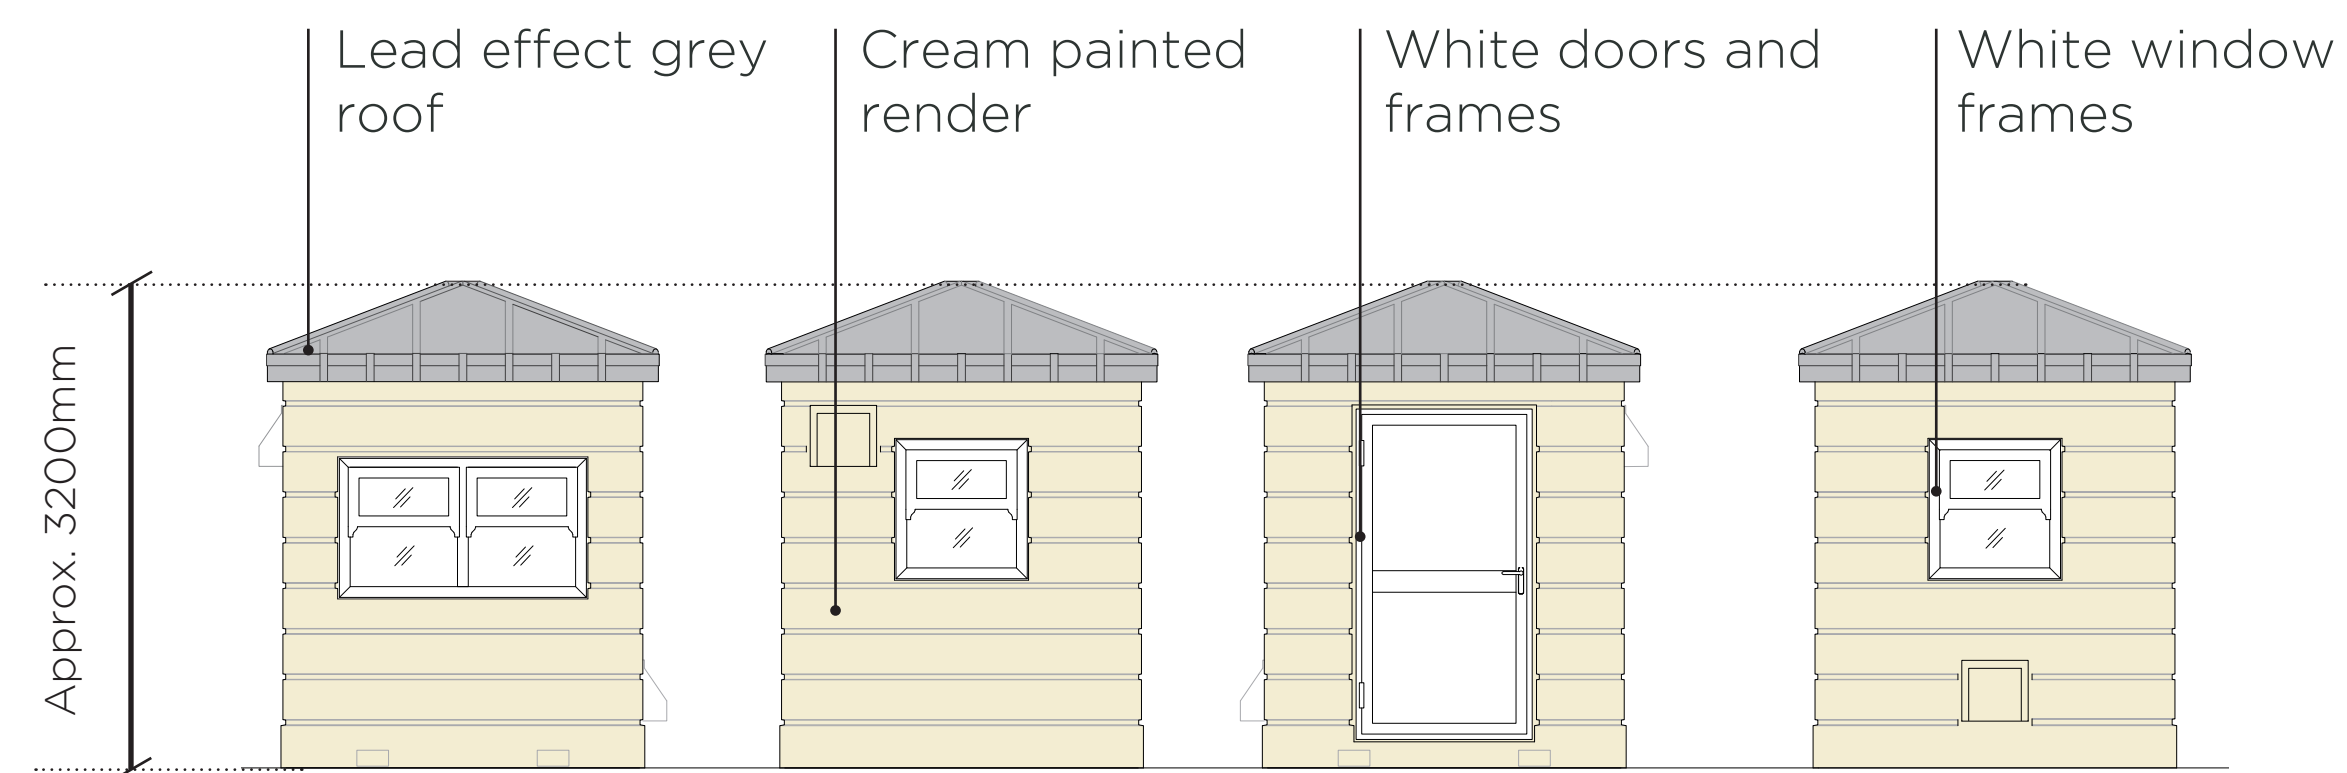 Lead effect grey
roof
Cream painted
render
White doors and
frames
White window
frames
Approx. 3200mm